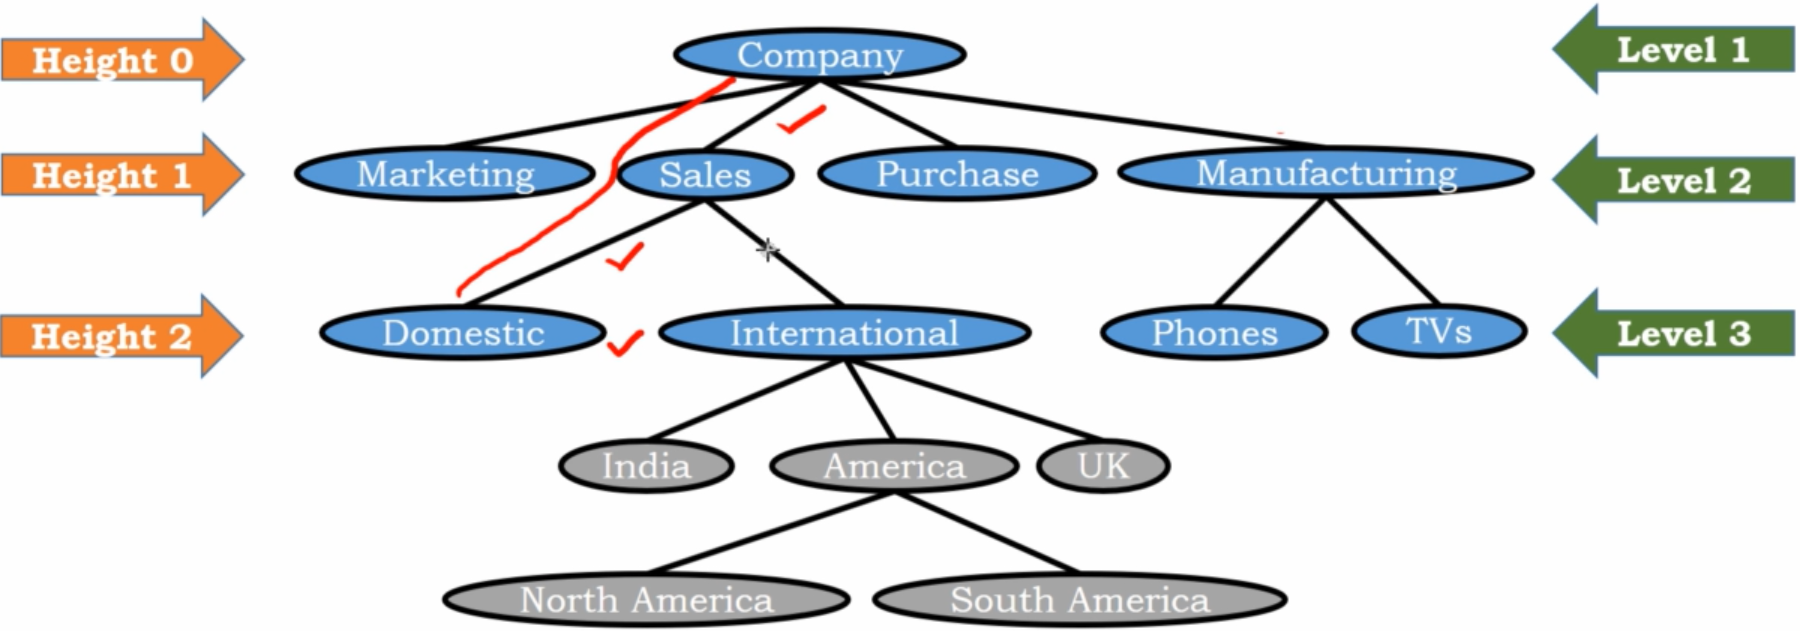 Height 0 Company Level 1
Height 1 Marketing Sales Purchase Manufacturing Level 2
Height 2 Domestic International Phones TVs Level 3
India America UK
North America South America